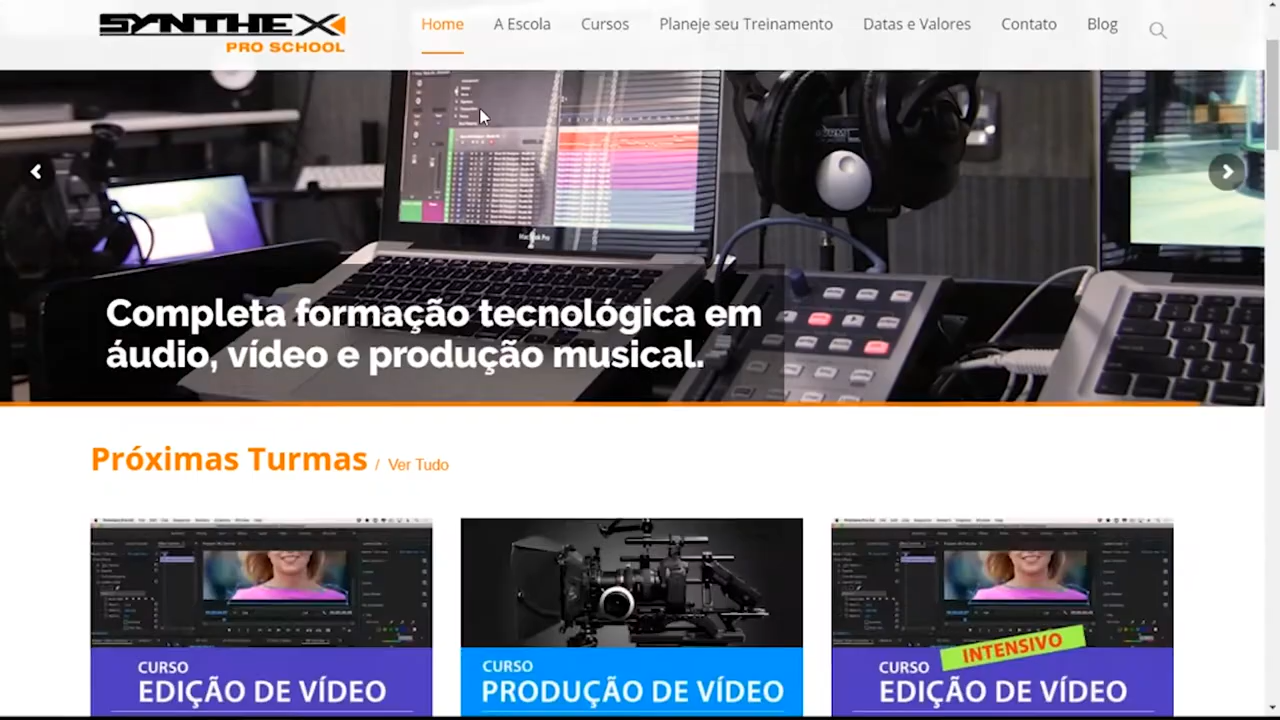 SYNTHEX
PRO SCHOOL
Home
A Escola
Cursos
Planeje seu Treinamento
Datas e Valores
Contato
Blog
MacBook Pro
Completa formação tecnológica em
áudio, vídeo e produção musical.
Próximas Turmas / Ver Tudo
CURSO
EDIÇÃO DE VÍDEO
CURSO
PRODUÇÃO DE VÍDEO
CURSO INTENSIVO
EDIÇÃO DE VÍDEO